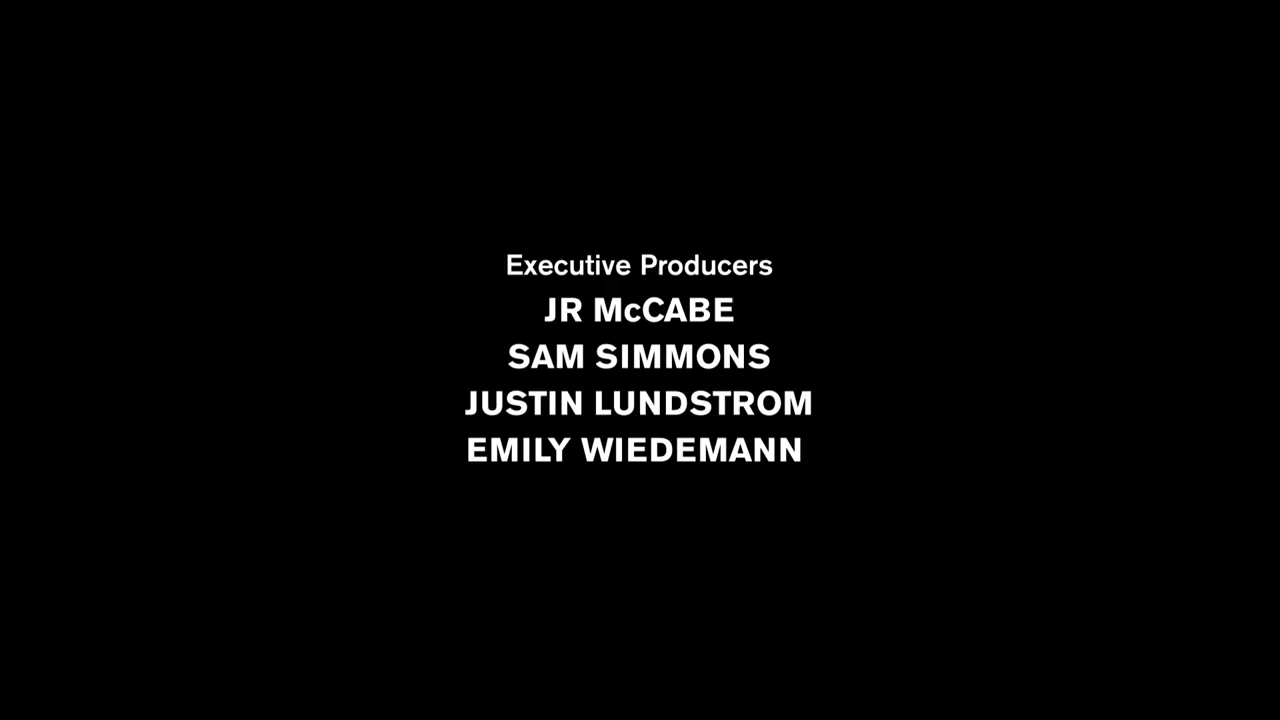 Executive Producers
JR McCABE
SAM SIMMONS
JUSTIN LUNDSTROM
EMILY WIEDEMANN